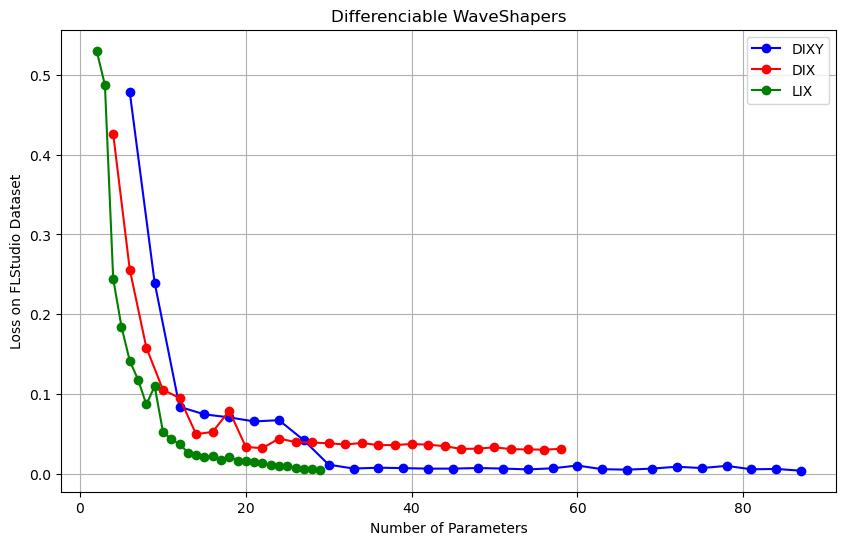 Differenciable WaveShapers
DIXY
DIX
LIX
Loss on FLStudio Dataset
0.5
0.4
0.3
0.2
0.1
0.0
0 20 40 60 80
Number of Parameters